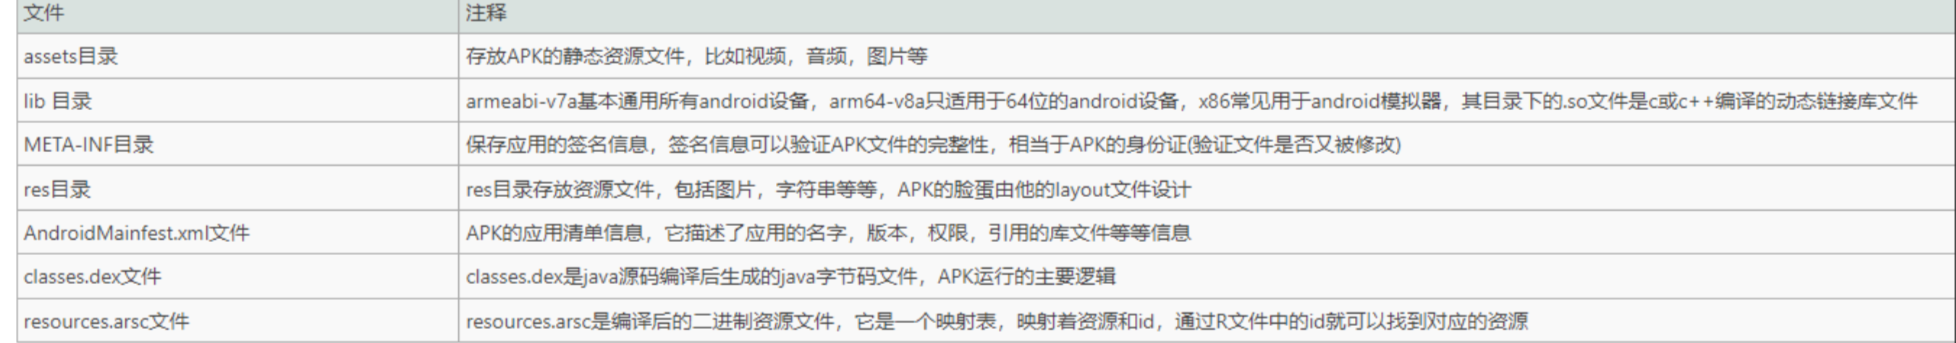 文件 注释
assets目录 存放APK的静态资源文件，比如视频，音频，图片等
lib 目录 armeabi-v7a基本通用所有android设备，arm64-v8a只适用于64位的android设备，x86常见用于android模拟器，其目录下的.so文件是c或c++编译的动态链接库文件
META-INF目录 保存应用的签名信息，签名信息可以验证APK文件的完整性，相当于APK的身份证(验证文件是否又被修改)
res目录 res目录存放资源文件，包括图片，字符串等等，APK的脸蛋由他的layout文件设计
AndroidMainfest.xml文件 APK的应用清单信息，它描述了应用的名字，版本，权限，引用的库文件等等信息
classes.dex文件 classes.dex是java源码编译后生成的java字节码文件，APK运行的主要逻辑
resources.arsc文件 resources.arsc是编译后的二进制资源文件，它是一个映射表，映射着资源和id，通过R文件中的id就可以找到对应的资源